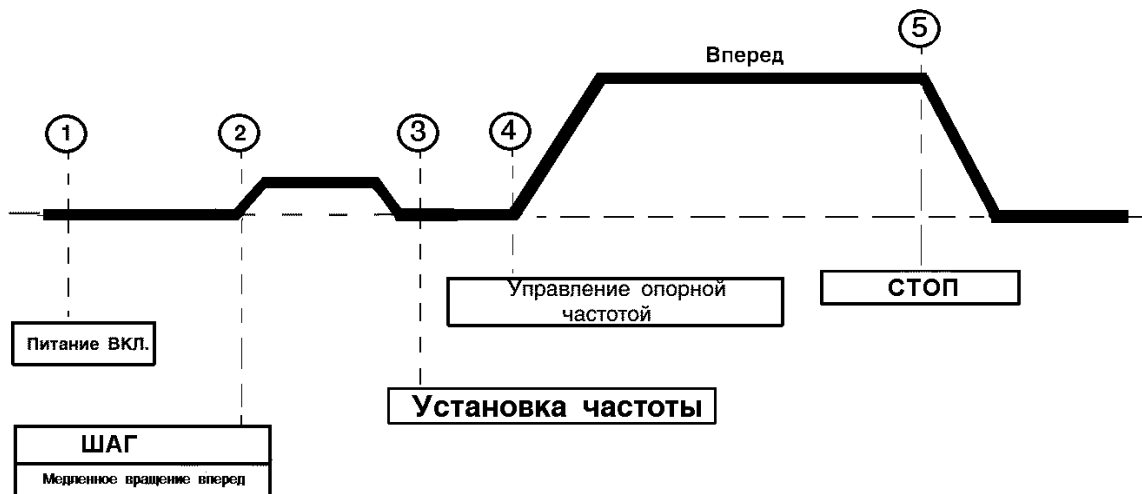 5
Вперед
1
2
3
4
Управление опорной
частотой
СТОП
Питание ВКЛ.
Установка частоты
ШАГ
Медленное вращение вперед